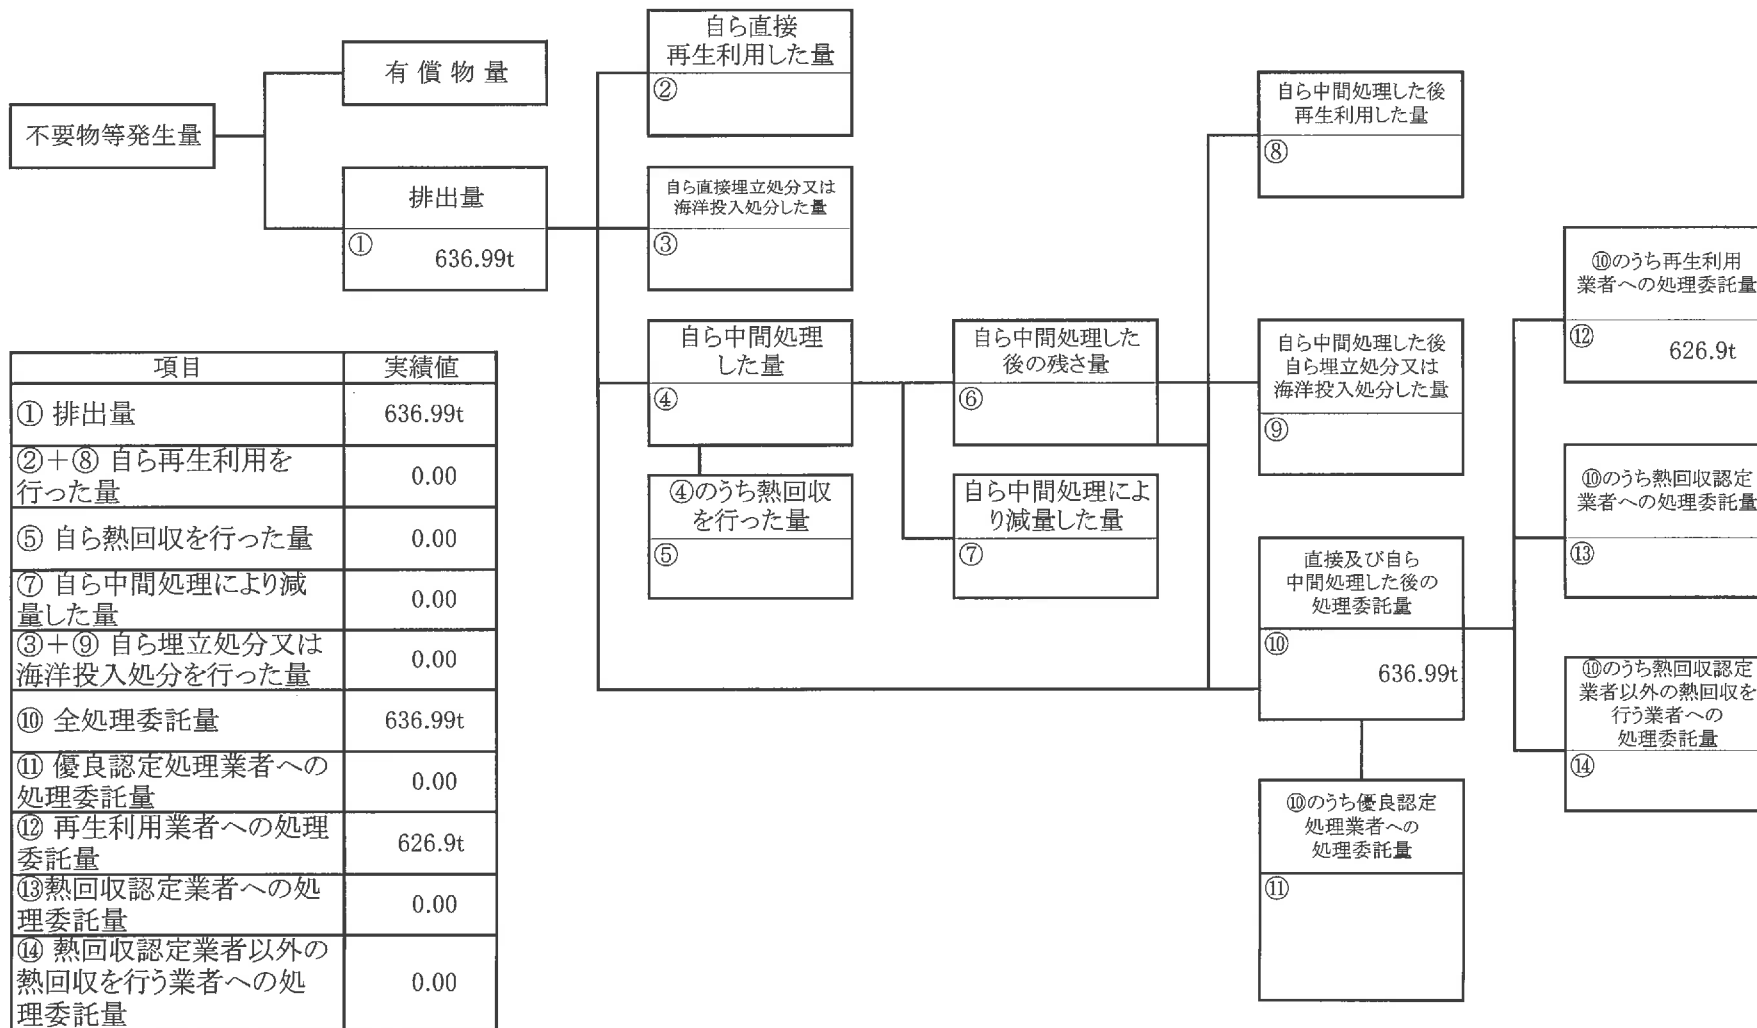 不要物等発生量
有償物量
排出量
①
636.99t
自ら直接
再生利用した量
②
自ら直接埋立処分又は
海洋投入処分した量
③
自ら中間処理
した量
④
④のうち熱回収
を行った量
⑤
自ら中間処理した
後の残さ量
⑥
自ら中間処理によ
り減量した量
⑦
自ら中間処理した後
再生利用した量
⑧
自ら中間処理した後
自ら埋立処分又は
海洋投入処分した量
⑨
直接及び自ら
中間処理した後の
処理委託量
⑩
636.99t
⑩のうち優良認定
処理業者への
処理委託量
⑪
⑩のうち再生利用
業者への処理委託量
⑫
626.9t
⑩のうち熱回収認定
業者への処理委託量
⑬
⑩のうち熱回収認定
業者以外の熱回収を
行う業者への
処理委託量
⑭
項目 実績値
① 排出量 636.99t
②＋⑧ 自ら再生利用を
行った量 0.00
⑤ 自ら熱回収を行った量 0.00
⑦ 自ら中間処理により減
量した量 0.00
③＋⑨ 自ら埋立処分又は
海洋投入処分を行った量 0.00
⑩ 全処理委託量 636.99t
⑪ 優良認定処理業者への
処理委託量 0.00
⑫ 再生利用業者への処理
委託量 626.9t
⑬熱回収認定業者への処
理委託量 0.00
⑭ 熱回収認定業者以外の
熱回収を行う業者への処 0.00
理委託量